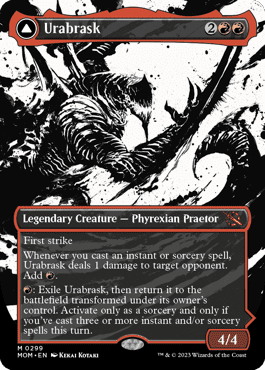 Urabrask 2
Legendary Creature — Phyrexian Praetor
First strike
Whenever you cast an instant or sorcery spell,
Urabrask deals 1 damage to target opponent.
Add .
: Exile Urabrask, then return it to the
battlefield transformed under its owner's
control. Activate only as a sorcery and only if
you've cast three or more instant and/or sorcery
spells this turn.
4/4
M 0299
MOM • EN KEKAI KOTAKI ™ & © 2023 Wizards of the Coast